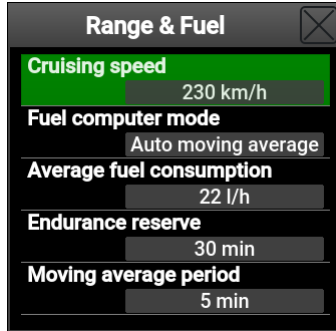 Range & Fuel
Cruising speed
230 km/h
Fuel computer mode
Auto moving average
Average fuel consumption
22 l/h
Endurance reserve
30 min
Moving average period
5 min